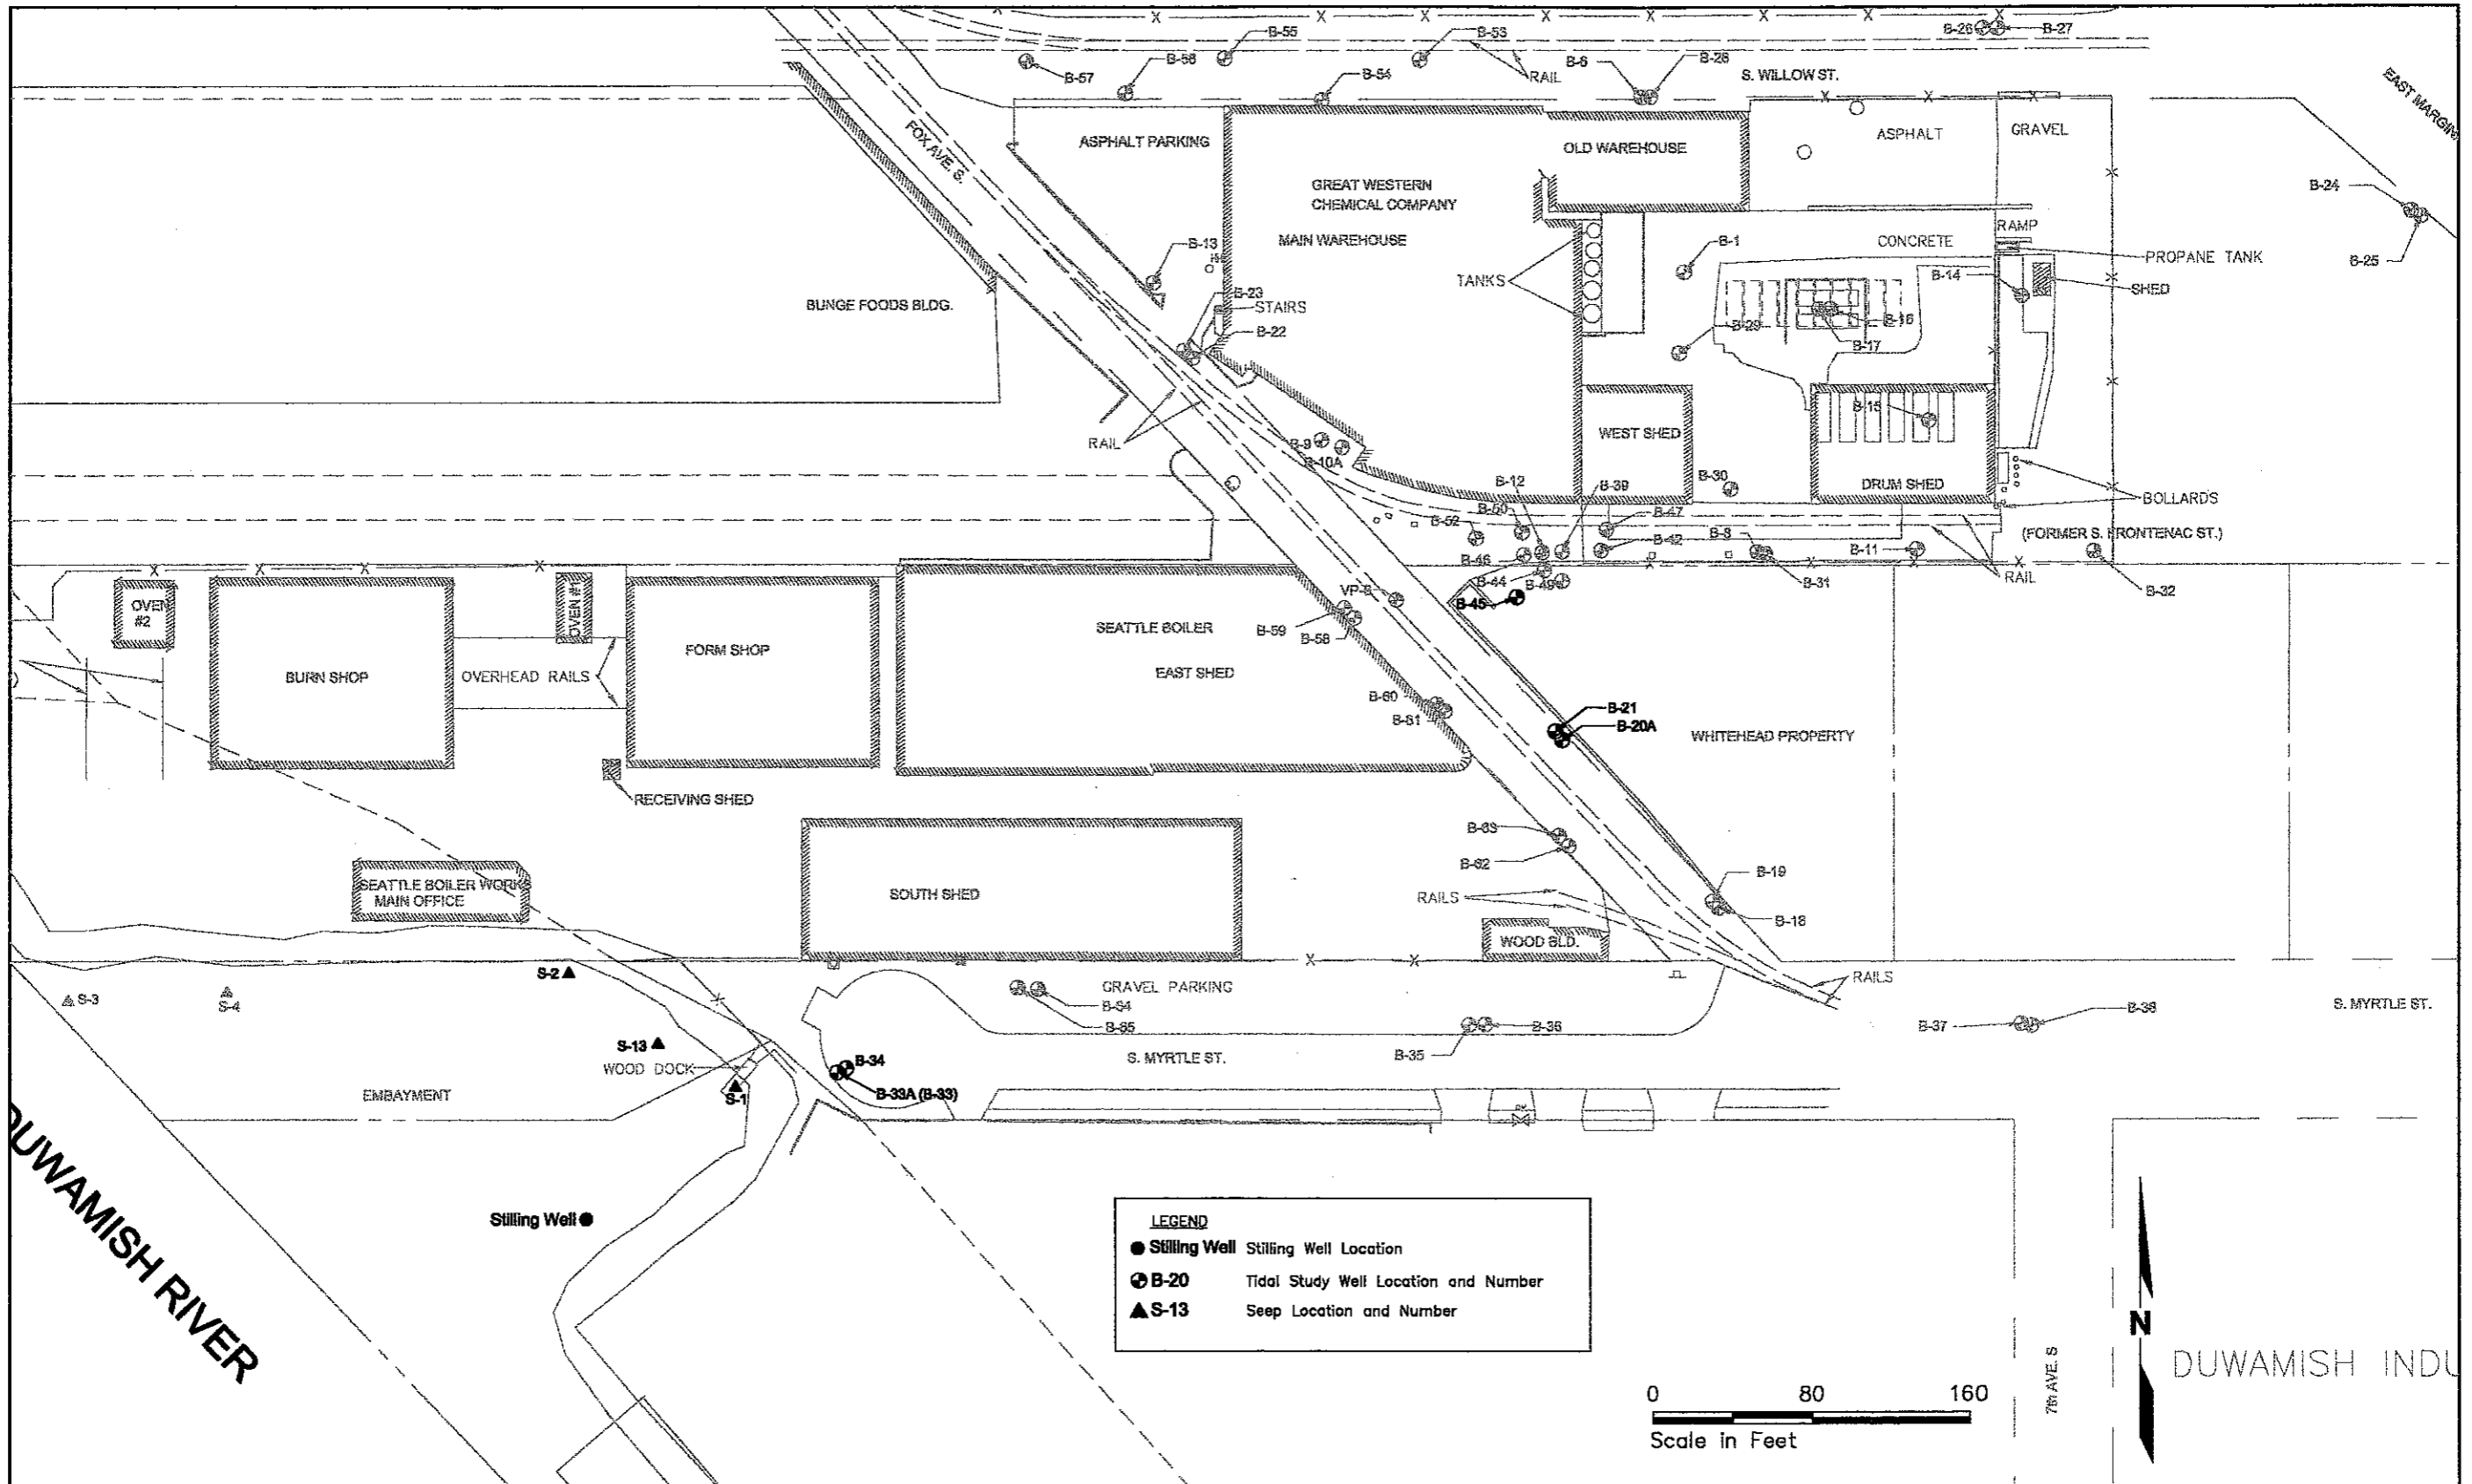 B-55
B-53
B-26
B-27
B-57
B-56
B-54
RAIL
B-6
B-28
S. WILLOW ST.
FOX AVE. S.
ASPHALT PARKING
OLD WAREHOUSE
ASPHALT
GRAVEL
GREAT WESTERN
CHEMICAL COMPANY
MAIN WAREHOUSE
B-24
B-25
RAMP
CONCRETE
PROPANE TANK
B-13
B-1
B-14
SHED
TANKS
B-23
STAIRS
B-22
BUNGE FOODS BLDG.
B-29
B-16
B-17
B-15
RAIL
B-9
B-10A
WEST SHED
B-12
B-39
B-30
DRUM SHED
BOLLARDS
B-52
B-50
B-47
(FORMER S. FRONTENAC ST.)
B-46
B-42
B-8
B-11
B-31
RAIL
B-32
B-44
B-49
B-45
OVEN
#2
OVEN #1
BURN SHOP
OVERHEAD RAILS
FORM SHOP
SEATTLE BOILER
EAST SHED
B-59
B-58
B-60
B-61
B-21
B-20A
WHITEHEAD PROPERTY
RECEIVING SHED
B-63
B-62
SEATTLE BOILER WORKS
MAIN OFFICE
SOUTH SHED
RAILS
B-19
B-18
WOOD BLD.
S-2
S-3
S-4
GRAVEL PARKING
B-64
B-65
RAILS
S. MYRTLE ST.
B-37
B-38
B-36
B-35
S-13
WOOD DOCK
S-1
B-34
B-33A (B-33)
S. MYRTLE ST.
EMBAYMENT
DUWAMISH RIVER
Stilling Well
LEGEND
Stilling Well Stilling Well Location
B-20 Tidal Study Well Location and Number
S-13 Seep Location and Number
0 80 160
Scale in Feet
7th AVE. S
N
DUWAMISH INDU